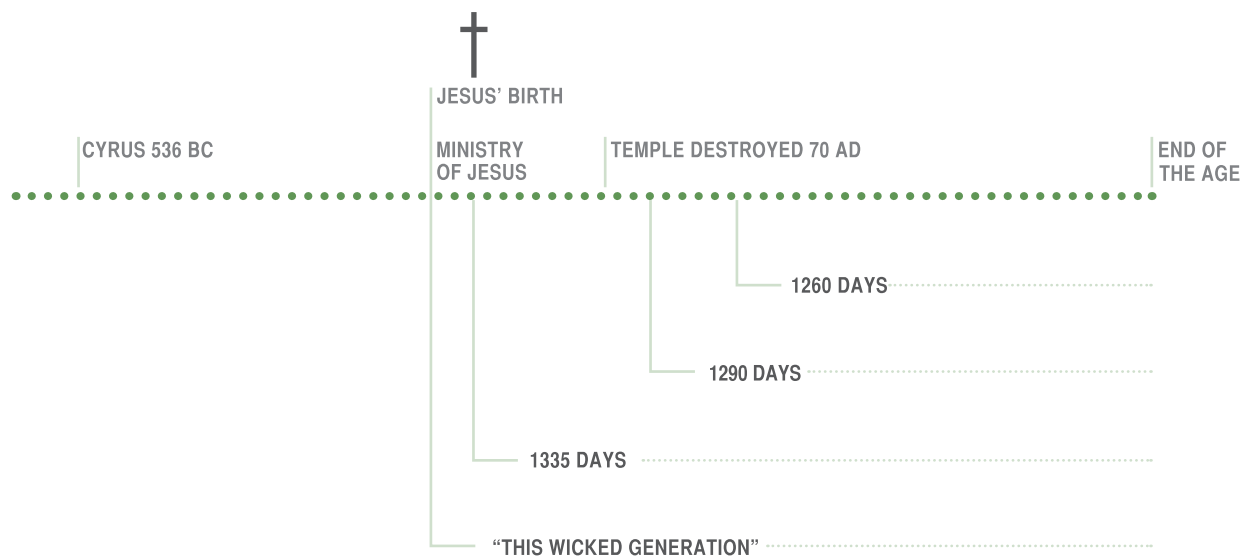 JESUS’ BIRTH
CYRUS 536 BC
MINISTRY
OF JESUS
TEMPLE DESTROYED 70 AD
END OF
THE AGE
1260 DAYS
1290 DAYS
1335 DAYS
“THIS WICKED GENERATION”